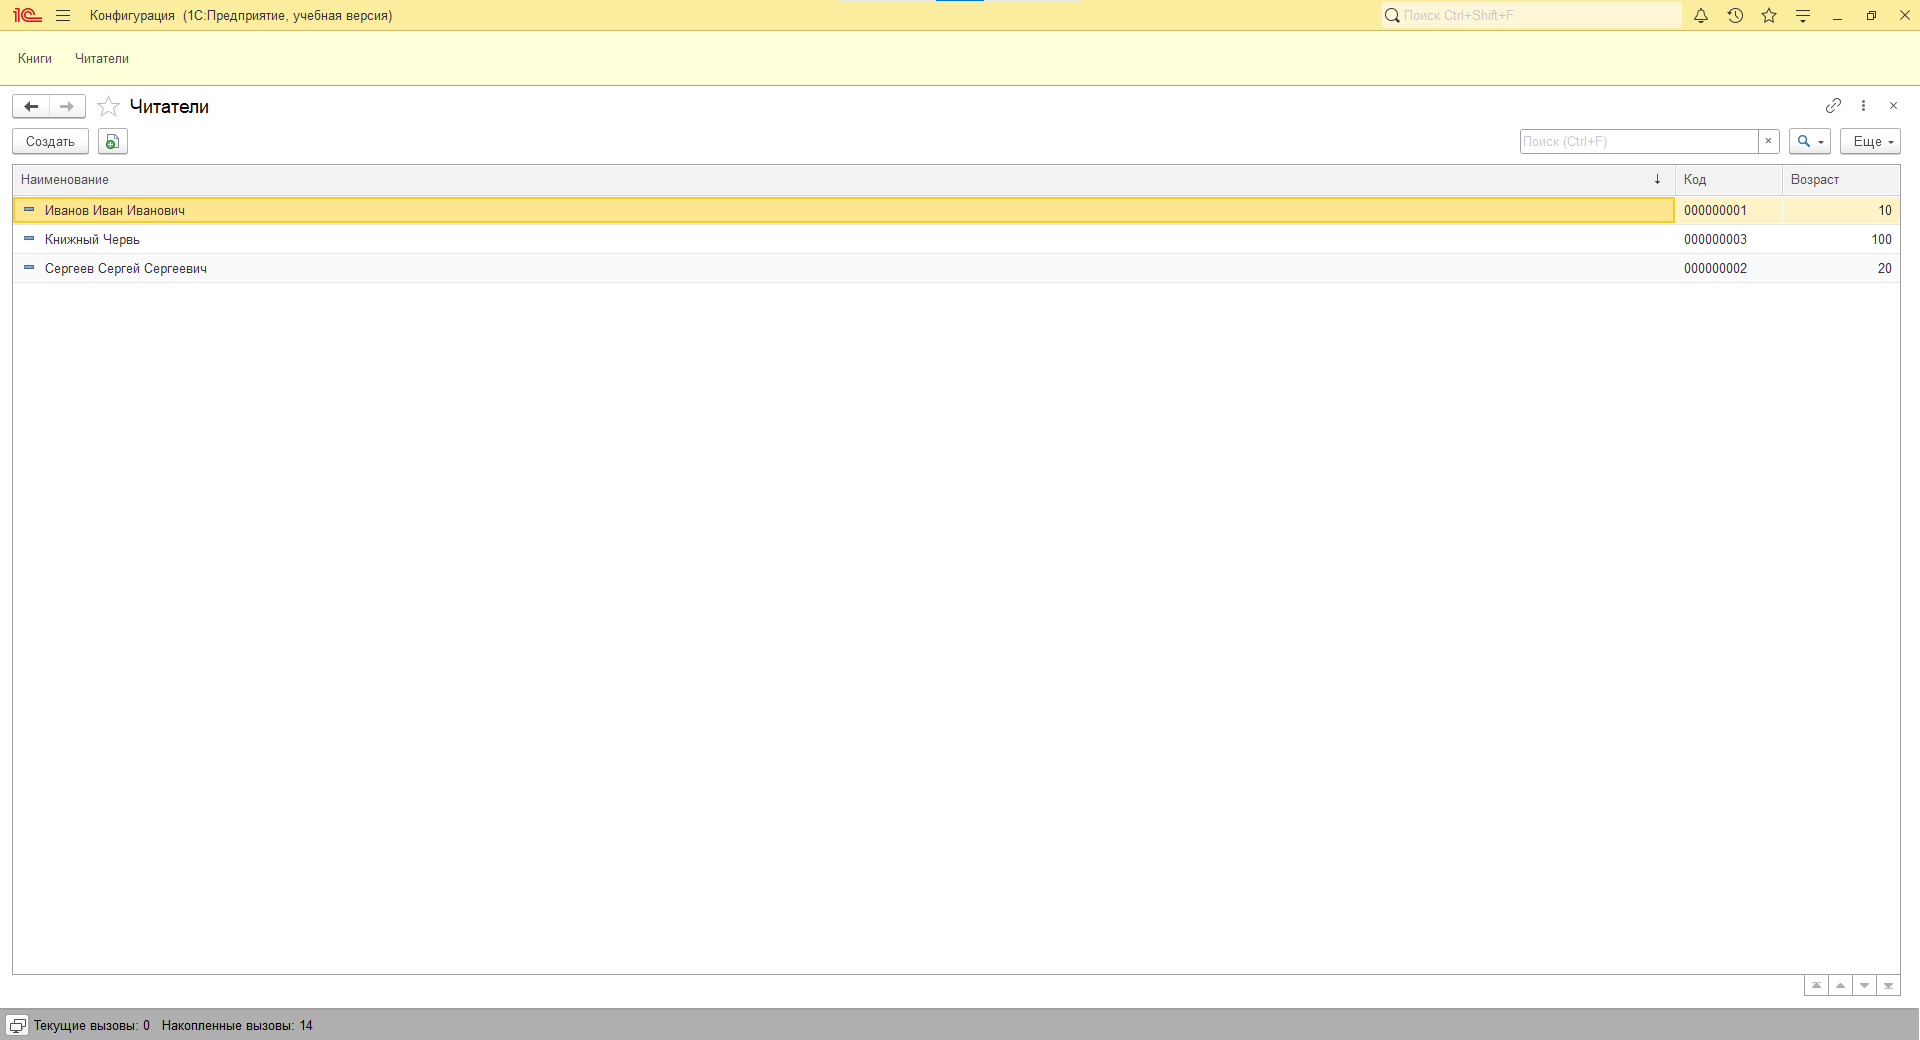 1С Конфигурация (1С:Предприятие, учебная версия) Поиск Ctrl+Shift+F
Книги Читатели
Читатели
Создать Поиск (Ctrl+F) × Еще
Наименование ↓ Код Возраст
Иванов Иван Иванович 000000001 10
Книжный Червь 000000003 100
Сергеев Сергей Сергеевич 000000002 20
Текущие вызовы: 0 Накопленные вызовы: 14